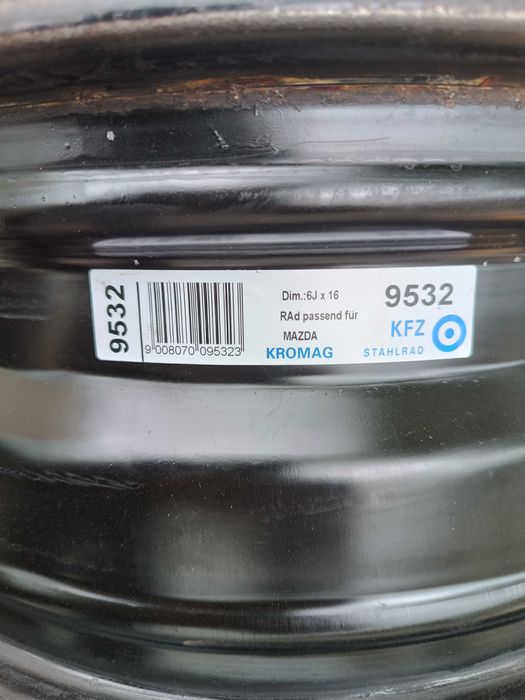 9532
9 008070 095323
Dim.:6J x 16
RAd passend für
MAZDA
KROMAG
9532
KFZ
STAHLRAD